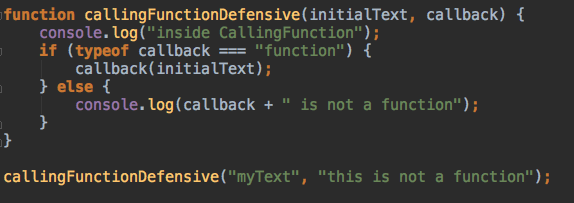 function callingFunctionDefensive(initialText, callback) {
    console.log("inside CallingFunction");
    if (typeof callback === "function") {
        callback(initialText);
    } else {
        console.log(callback + " is not a function");
    }
}

callingFunctionDefensive("myText", "this is not a function");